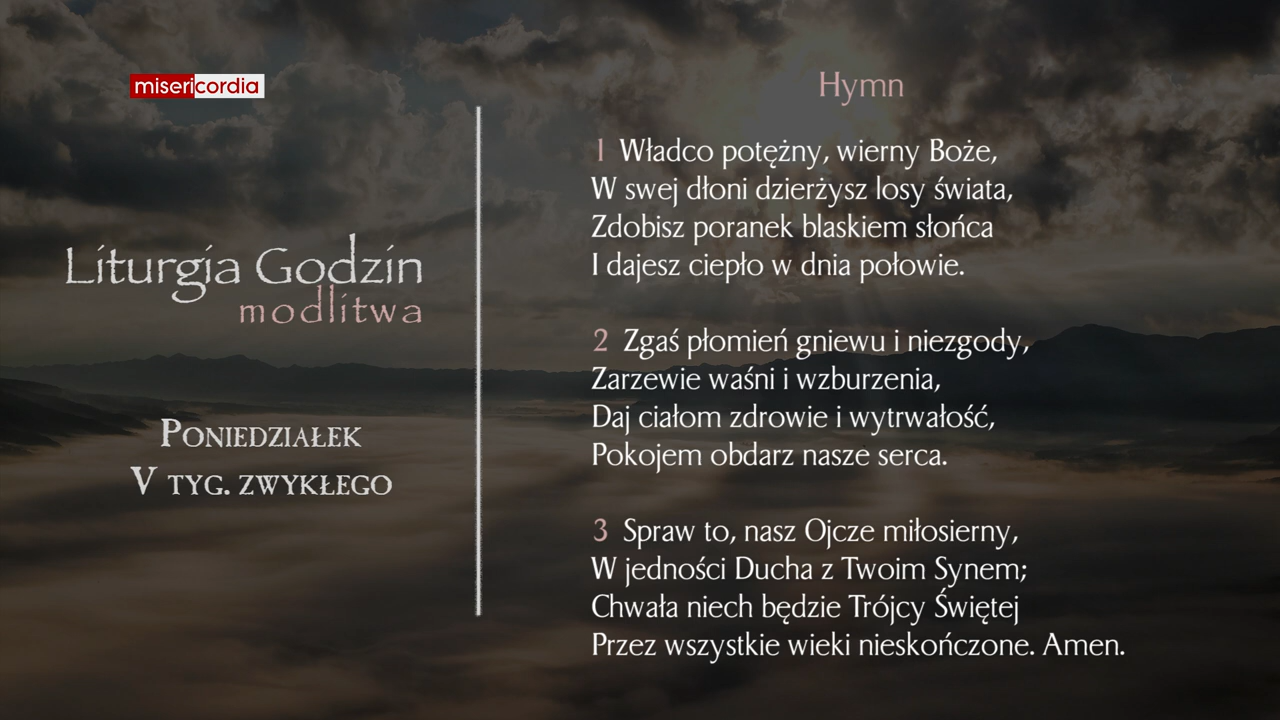 misericordia
Liturgia Godzin
modlitwa
Poniedziałek
V tyg. zwykłego
Hymn
1 Władco potężny, wierny Boże,
W swej dłoni dzierżysz losy świata,
Zdobisz poranek blaskiem słońca
I dajesz ciepło w dnia połowie.
2 Zgaś płomień gniewu i niezgody,
Zarzewie waśni i wzburzenia,
Daj ciałom zdrowie i wytrwałość,
Pokojem obdarz nasze serca.
3 Spraw to, nasz Ojcze miłosierny,
W jedności Ducha z Twoim Synem;
Chwała niech będzie Trójcy Świętej
Przez wszystkie wieki nieskończone. Amen.